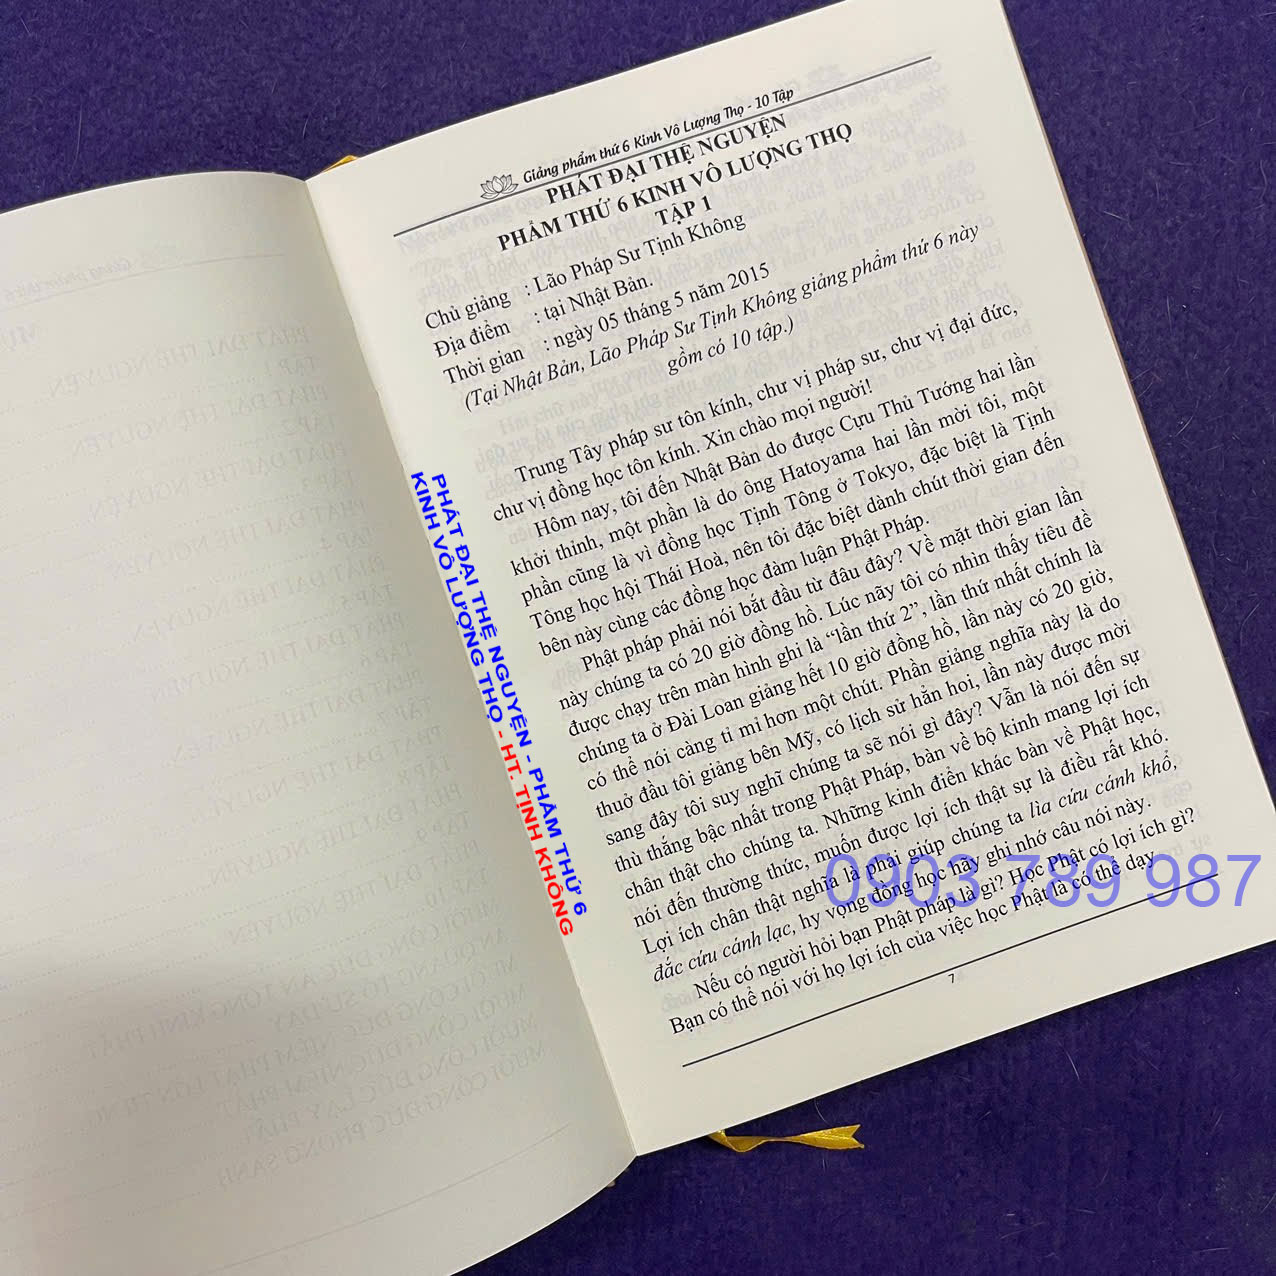 Giảng phẩm thứ 6 Kinh Vô Lượng Thọ - 10 Tập
PHÁT ĐẠI THỆ NGUYỆN
PHẨM THỨ 6 KINH VÔ LƯỢNG THỌ
TẬP 1
Chủ giảng : Lão Pháp Sư Tịnh Không
Địa điểm : tại Nhật Bản.
Thời gian : ngày 05 tháng 5 năm 2015
(Tại Nhật Bản, Lão Pháp Sư Tịnh Không giảng phẩm thứ 6 này
gồm có 10 tập.)
Trung Tây pháp sư tôn kính, chư vị pháp sư, chư vị đại đức,
chư vị đồng học tôn kính. Xin chào mọi người!
Hôm nay, tôi đến Nhật Bản do được Cựu Thủ Tướng hai lần
khởi thỉnh, một phần là do ông Hatoyama hai lần mời tôi, một
phần cũng là vì đồng học Tịnh Tông ở Tokyo, đặc biệt là Tịnh
Tông học hội Thái Hoà, nên tôi đặc biệt dành chút thời gian đến
bên này cùng các đồng học đàm luận Phật Pháp.
Phật pháp phải nói bắt đầu từ đâu đây? Về mặt thời gian lần
này chúng ta có 20 giờ đồng hồ. Lúc nãy tôi có nhìn thấy tiêu đề
được chạy trên màn hình ghi là “lần thứ 2”, lần thứ nhất chính là
chúng ta ở Đài Loan giảng hết 10 giờ đồng hồ, lần này có 20 giờ,
có thể nói càng tỉ mỉ hơn một chút. Phần giảng nghĩa này là do
thuở đầu tôi giảng bên Mỹ, có lịch sử hẳn hoi, lần này được mời
sang đây tôi suy nghĩ chúng ta sẽ nói gì đây? Vẫn là nói đến sự
thù thắng bậc nhất trong Phật Pháp, bàn về bộ kinh mang lợi ích
chân thật cho chúng ta. Những kinh điển khác bàn về Phật học,
nói đến thường thức, muốn được lợi ích thật sự là điều rất khó.
Lợi ích chân thật nghĩa là phải giúp chúng ta lìa cứu cánh khổ,
đắc cứu cánh lạc, hy vọng đồng học hãy ghi nhớ câu nói này.
Nếu có người hỏi bạn Phật pháp là gì? Học Phật có lợi ích gì?
Bạn có thể nói với họ lợi ích của việc học Phật là có thể dạy
7
PHÁT ĐẠI THỆ NGUYỆN - PHẨM THỨ 6
KINH VÔ LƯỢNG THỌ - HT. TỊNH KHÔNG
0903 789 987